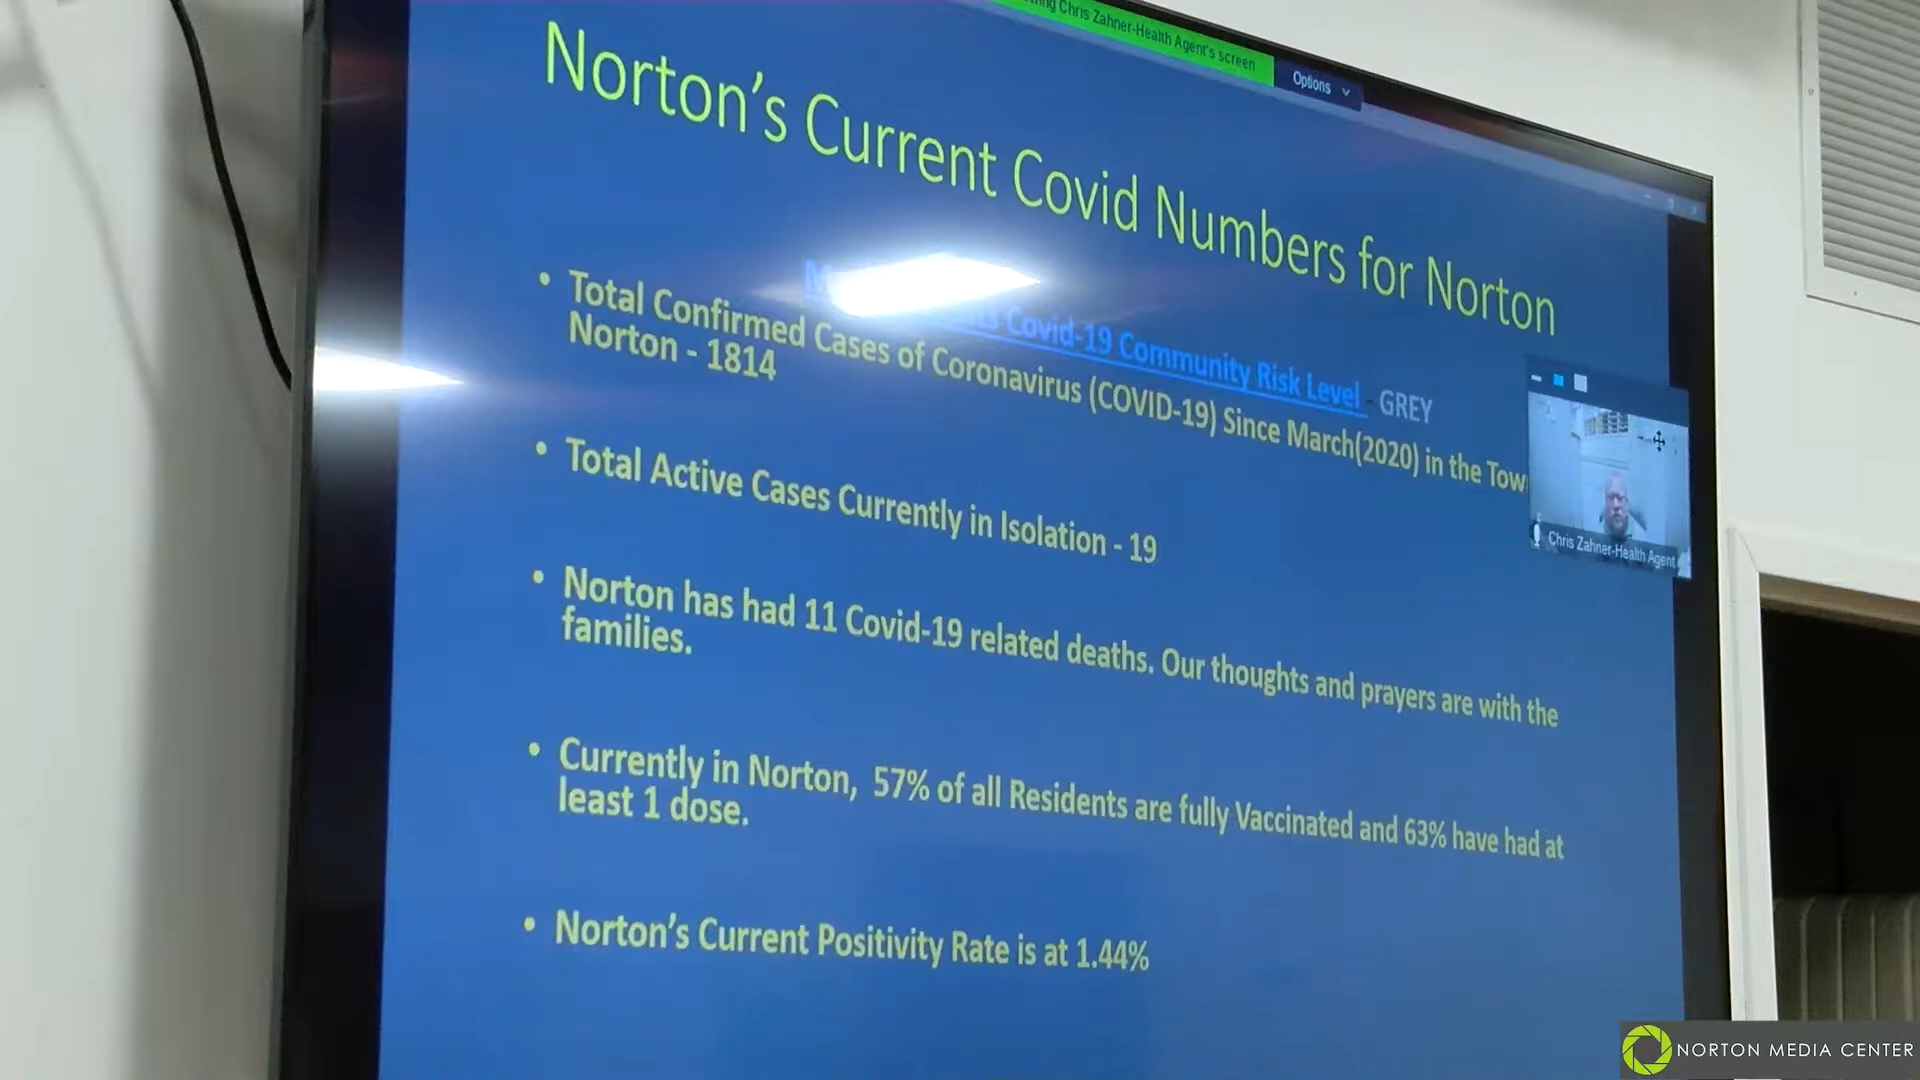 Chris Zahner-Health Agent's screen
Options
Norton's Current Covid Numbers for Norton
Covid-19 Community Risk Level - GREY
• Total Confirmed Cases of Coronavirus (COVID-19) Since March(2020) in the
Norton - 1814
• Total Active Cases Currently in Isolation - 19
• Norton has had 11 Covid-19 related deaths. Our thoughts and prayers are with the
families.
• Currently in Norton, 57% of all Residents are fully Vaccinated and 63% have had at
least 1 dose.
• Norton's Current Positivity Rate is at 1.44%
Chris Zahner-Health Agent
NORTON MEDIA CENTER